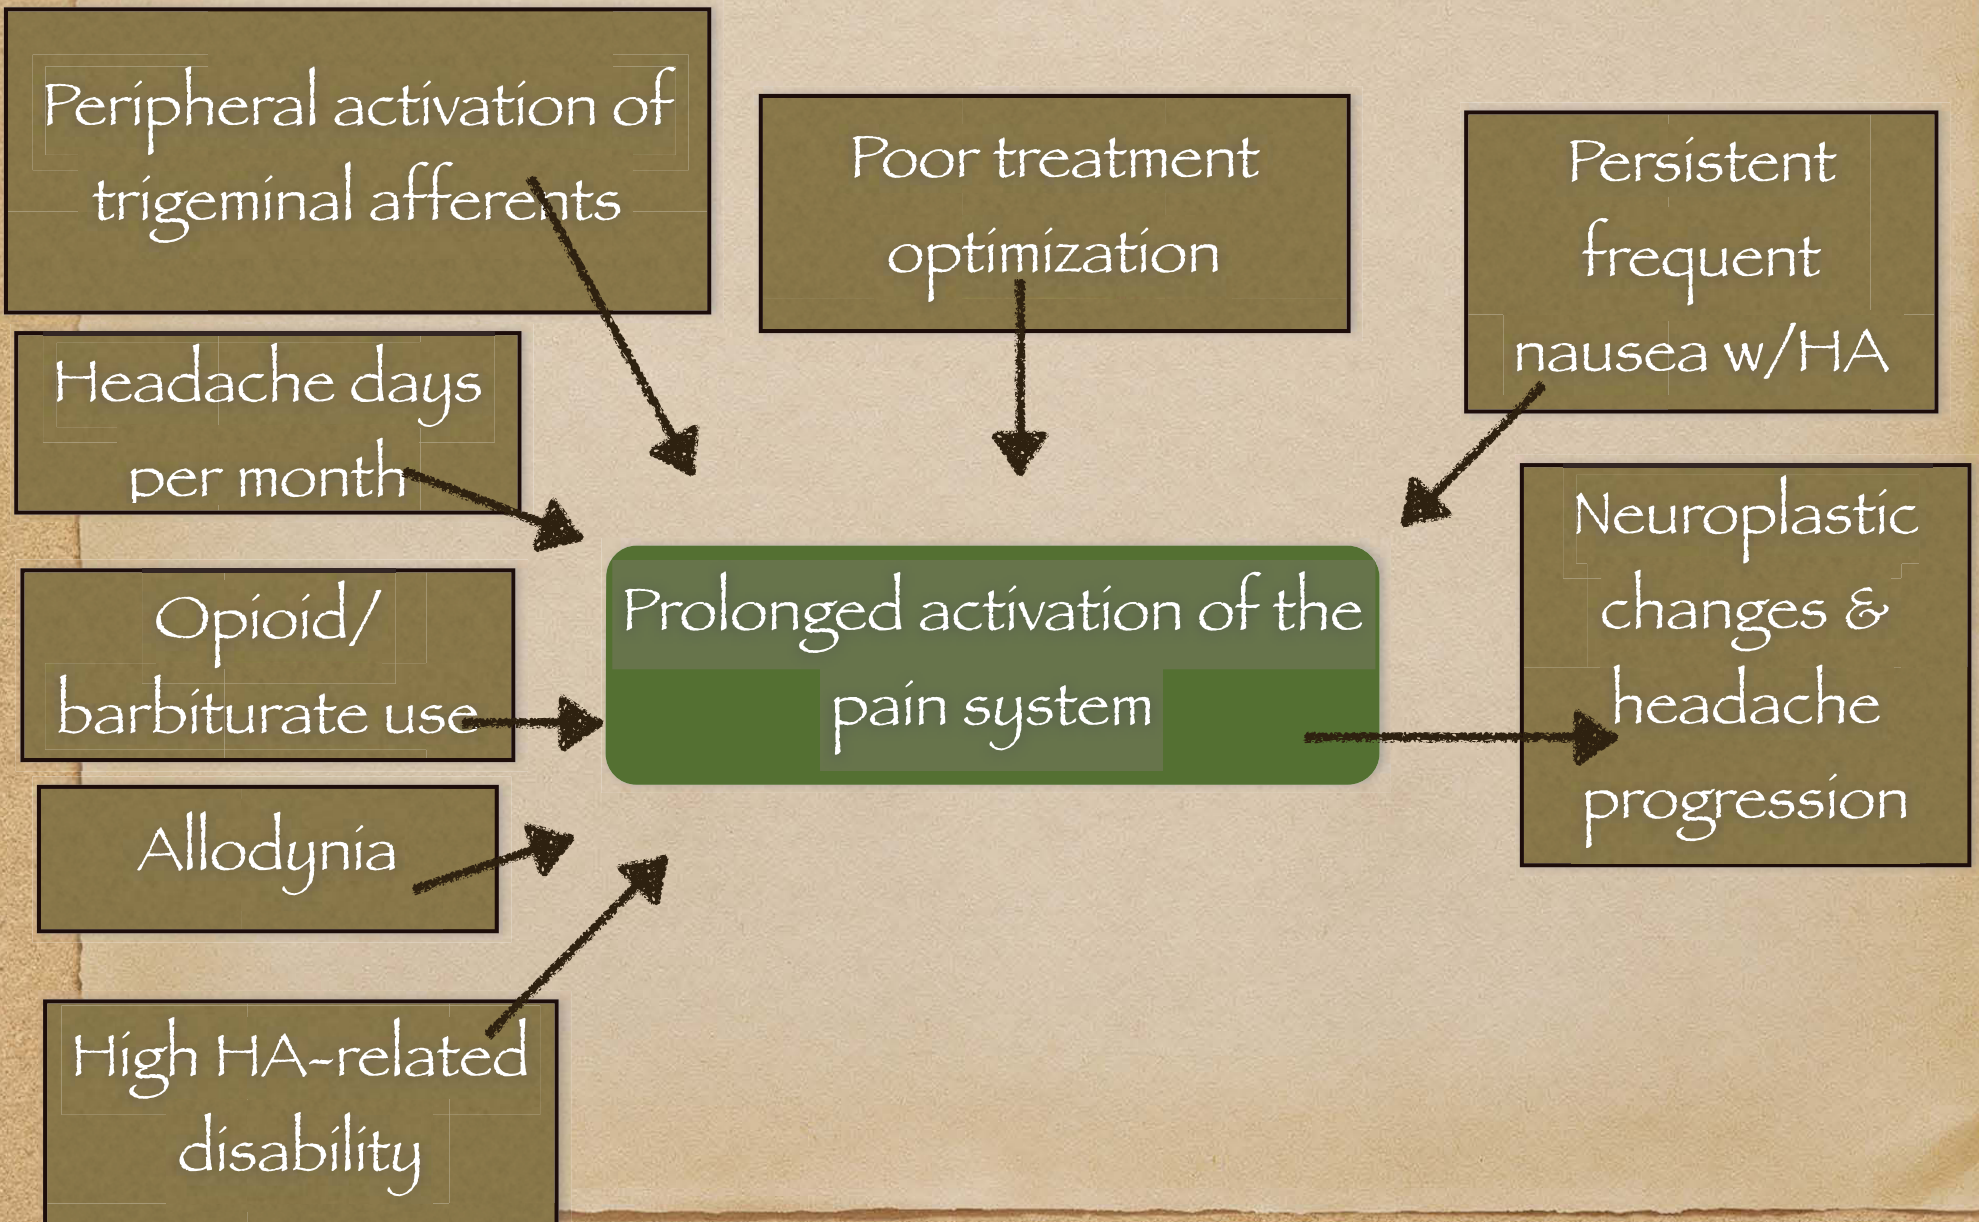 Peripheral activation of
trigeminal afferents
Poor treatment
optimization
Persistent
frequent
nausea w/HA
Headache days
per month
Opioid/
barbiturate use
Prolonged activation of the
pain system
Neuroplastic
changes &
headache
progression
Allodynia
High HA-related
disability